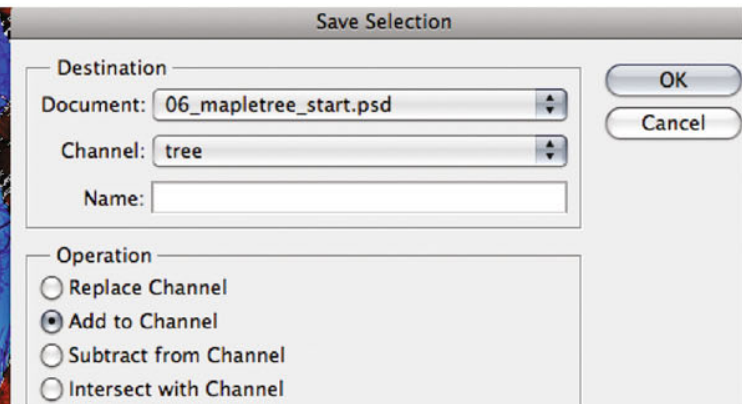 Save Selection
Destination
Document: 06_mapletree_start.psd
Channel: tree
Name:
OK
Cancel
Operation
Replace Channel
Add to Channel
Subtract from Channel
Intersect with Channel